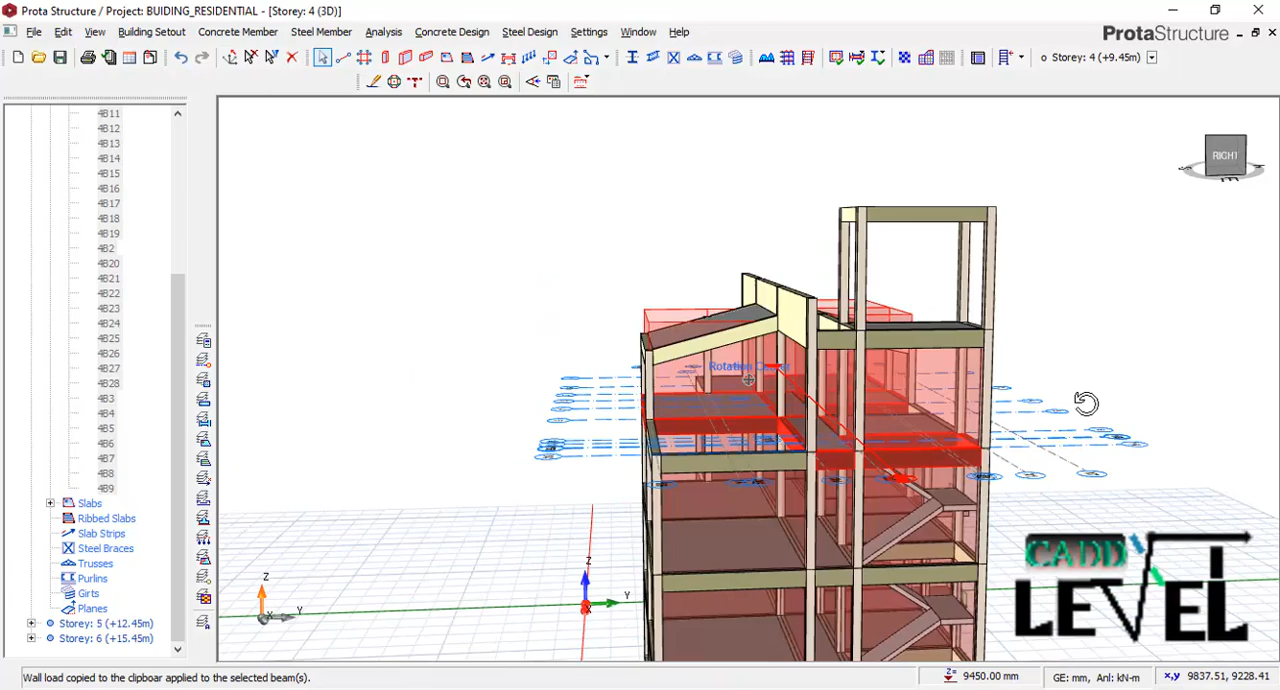 Prota Structure / Project: BUIDING_RESIDENTIAL - [Storey: 4 (3D)]
File Edit View Building Setout Concrete Member Steel Member Analysis Concrete Design Steel Design Settings Window Help
ProtaStructure
Storey: 4 (+9.45m)
4B11
4B12
4B13
4B14
4B15
4B16
4B17
4B18
4B19
4B2
4B20
4B21
4B22
4B23
4B24
4B25
4B26
4B27
4B28
4B3
4B4
4B5
4B6
4B7
4B8
4B9
Slabs
Ribbed Slabs
Slab Strips
Steel Braces
Trusses
Purlins
Girts
Planes
Storey: 5 (+12.45m)
Storey: 6 (+15.45m)
RIGHT
Z
Y
Z
Y
X
CADD
LEVEL
Wall load copied to the clipboar applied to the selected beam(s).
9450.00 mm
GE: mm, Anl: kN-m
x,y 9837.51, 9228.41